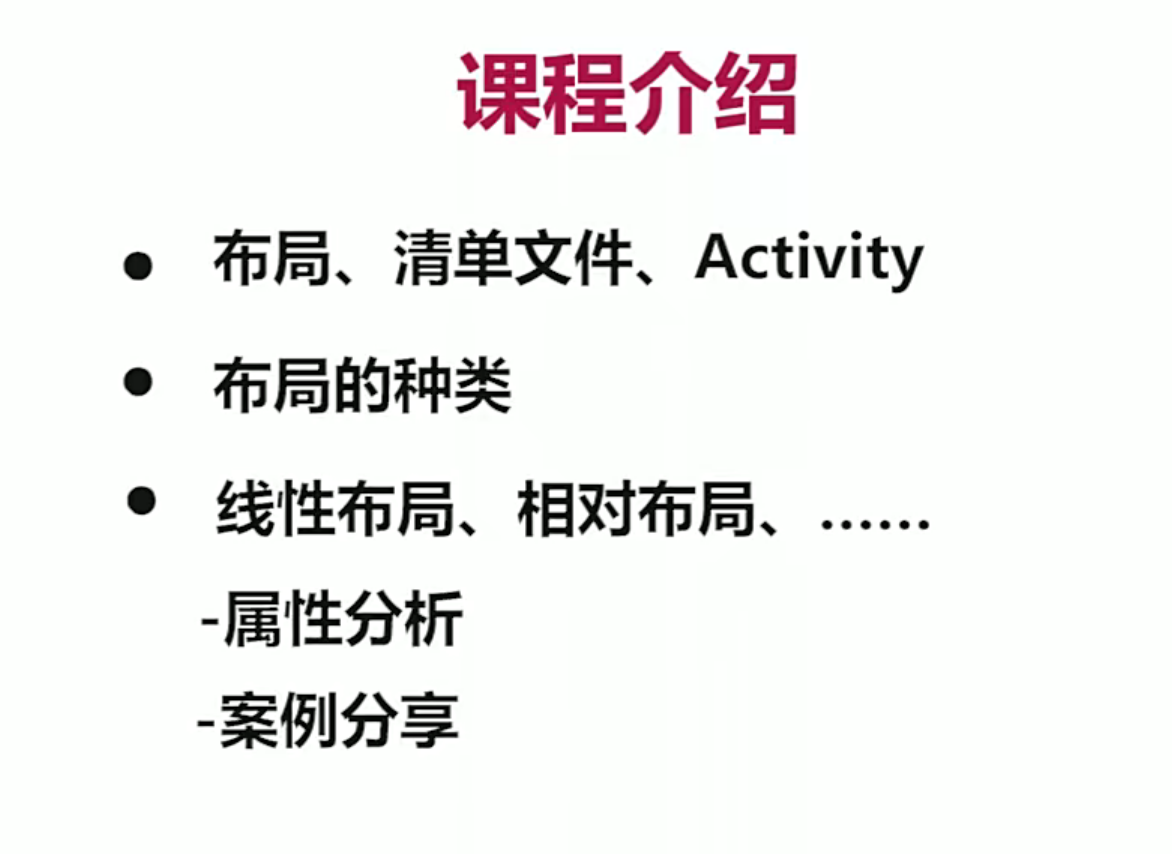 课程介绍
● 布局、清单文件、Activity
● 布局的种类
● 线性布局、相对布局、......
-属性分析
-案例分享